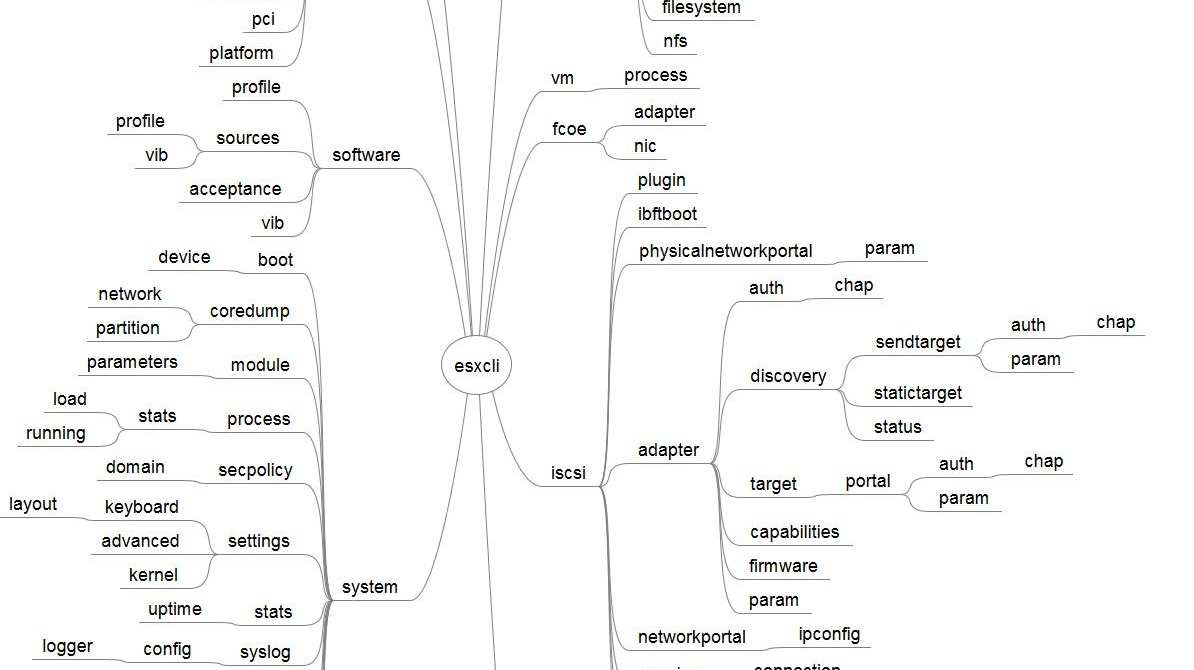 pci
platform
profile
profile
sources
vib
software
acceptance
vib
device
boot
network
coredump
partition
parameters
module
load
stats
process
running
domain
secpolicy
layout
keyboard
advanced
settings
kernel
system
uptime
stats
logger
config
syslog
esxcli
filesystem
nfs
vm
process
fcoe
adapter
nic
plugin
ibftboot
physicalnetworkportal
param
auth
chap
sendtarget
auth
chap
param
discovery
statictarget
status
adapter
iscsi
target
portal
auth
chap
param
capabilities
firmware
param
networkportal
ipconfig
connection